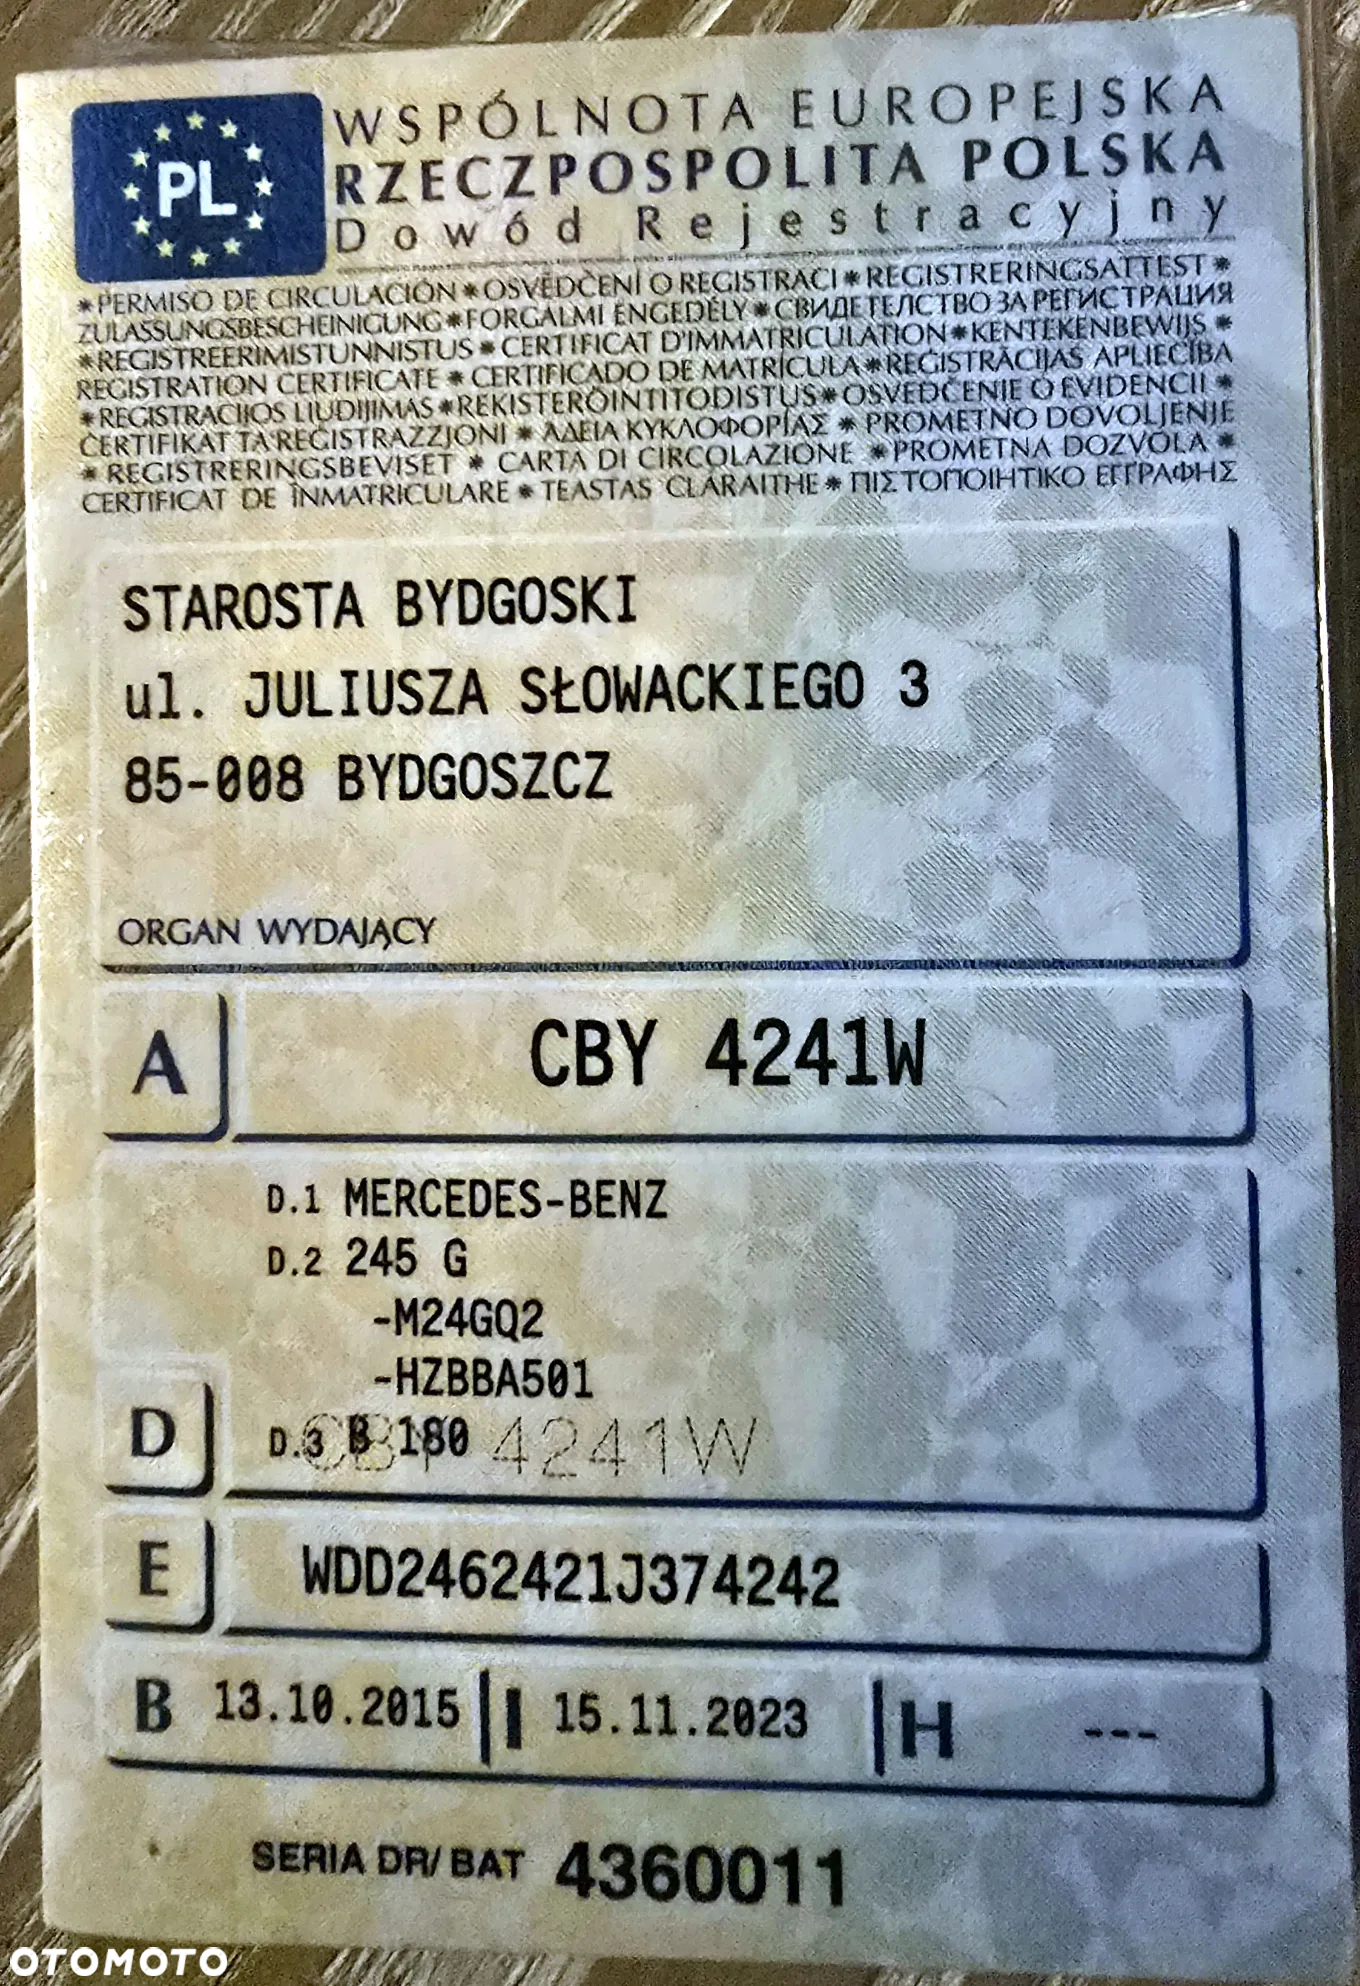 PL
WSPÓLNOTA EUROPEJSKA
RZECZPOSPOLITA POLSKA
Dowód Rejestracyjny
*PERMISO DE CIRCULACIÓN*OSVĚDČENÍ O REGISTRACI*REGISTRERINGSATTEST*
ZULASSUNGSBESCHEINIGUNG*FORGALMI ENGEDÉLY*СВИДЕТЕЛСТВО ЗА РЕГИСТРАЦИЯ
*REGISTREERIMISTUNNISTUS*CERTIFICAT D'IMMATRICULATION*KENTEKENBEWIJS*
REGISTRATION CERTIFICATE*CERTIFICADO DE MATRÍCULA*REĢISTRĀCIJAS APLIECĪBA
*REGISTRACIJOS LIUDIJIMAS*REKISTERÖINTITODISTUS*OSVEDČENIE O EVIDENCII*
ĊERTIFIKAT TA'REĠISTRAZZJONI*ΑΔΕΙΑ ΚΥΚΛΟΦΟΡΙΑΣ*PROMETNO DOVOLJENJE
*REGISTRERINGSBEVISET*CARTA DI CIRCOLAZIONE*PROMETNA DOZVOLA*
CERTIFICAT DE ÎNMATRICULARE*TEASTAS CLÁRAITHE*ΠΙΣΤΟΠΟΙΗΤΙΚΟ ΕΓΓΡΑΦΗΣ
STAROSTA BYDGOSKI
ul. JULIUSZA SŁOWACKIEGO 3
85-008 BYDGOSZCZ
ORGAN WYDAJĄCY
A CBY 4241W
D.1 MERCEDES-BENZ
D.2 245 G
-M24GQ2
-HZBBA501
D D.3 B 180
CBY 4241W
E WDD2462421J374242
B 13.10.2015 I 15.11.2023 H ---
SERIA DR/BAT 4360011
OTOMOTO